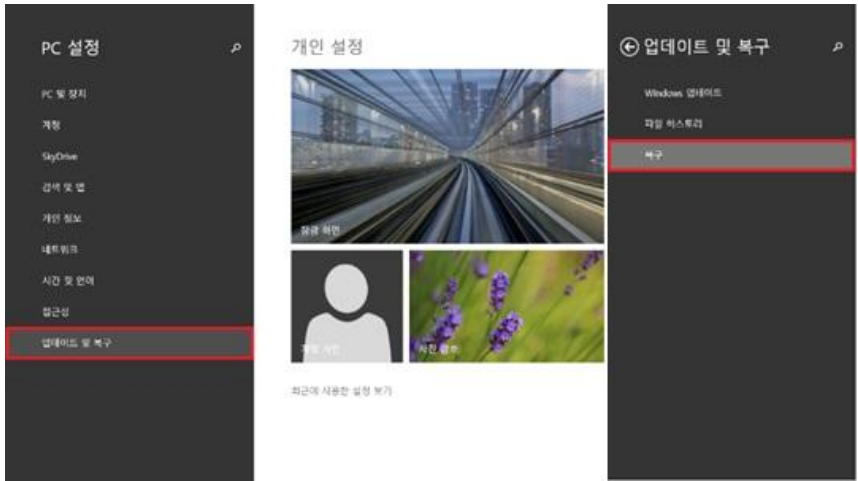 PC 설정
PC 및 장치
계정
SkyDrive
검색 및 앱
개인 정보
네트워크
시간 및 언어
접근성
업데이트 및 복구
개인 설정
잠금 화면
계정 사진
사진 암호
최근에 사용한 설정 보기
업데이트 및 복구
Windows 업데이트
파일 히스토리
복구